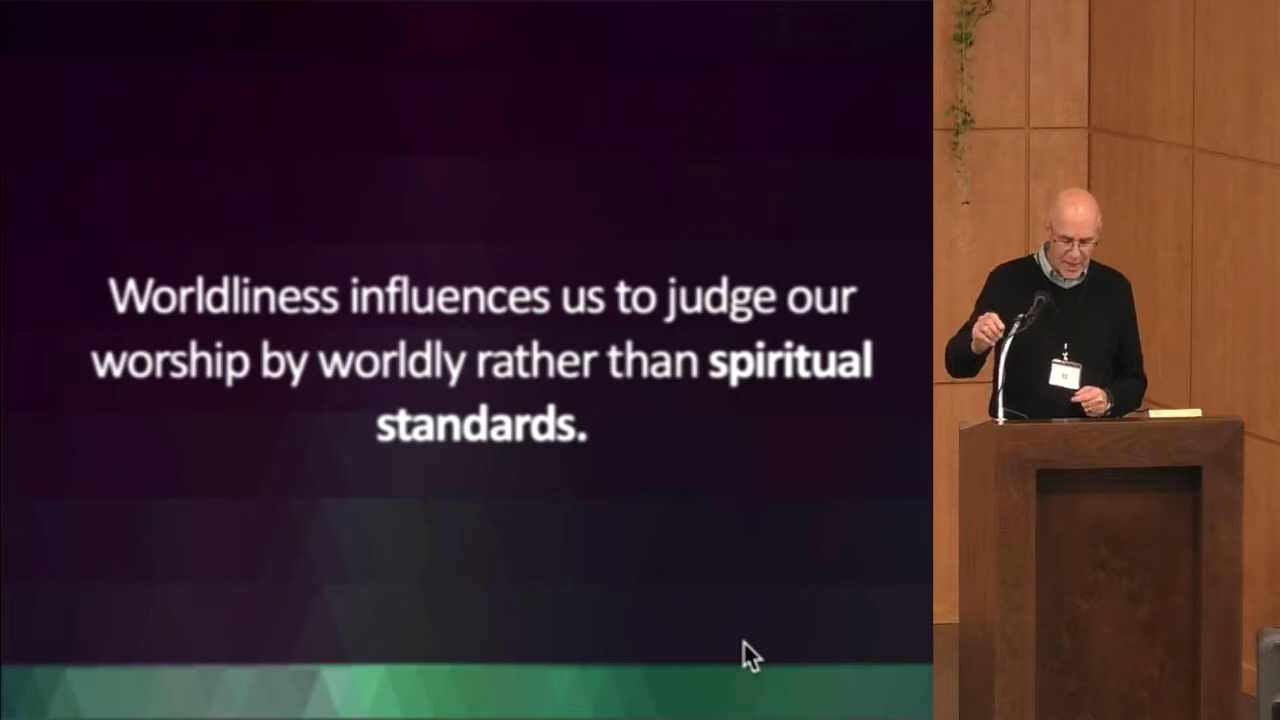 Worldliness influences us to judge our
worship by worldly rather than spiritual
standards.